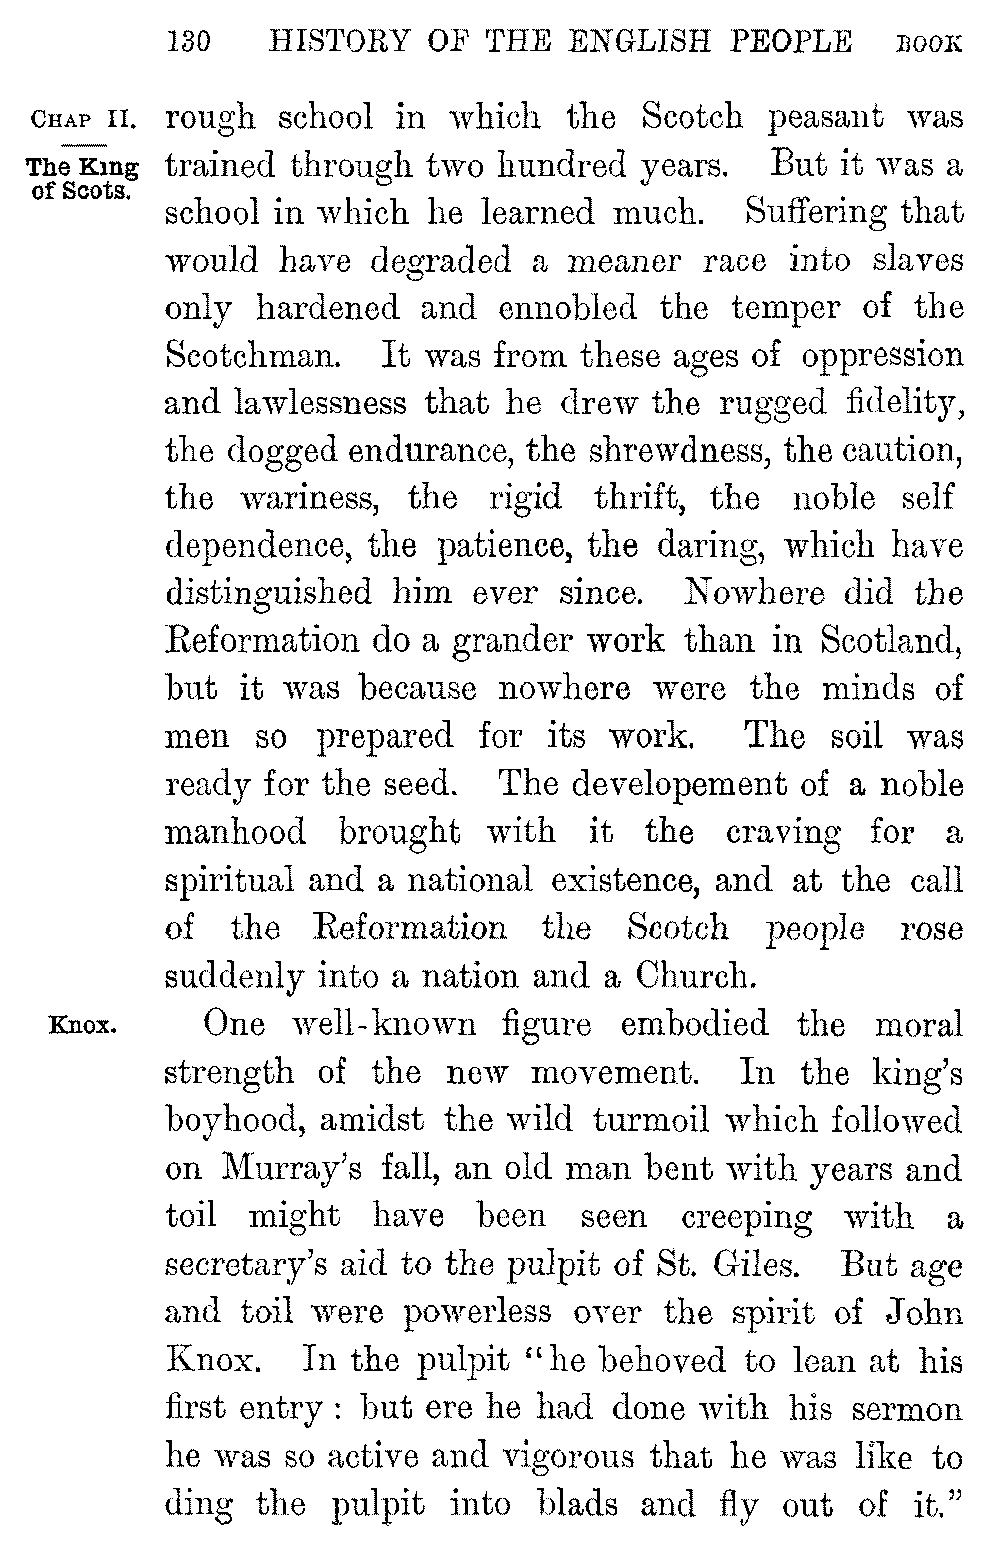 130 HISTORY OF THE ENGLISH PEOPLE BOOK
CHAP II.
The King
of Scots.
rough school in which the Scotch peasant was
trained through two hundred years. But it was a
school in which he learned much. Suffering that
would have degraded a meaner race into slaves
only hardened and ennobled the temper of the
Scotchman. It was from these ages of oppression
and lawlessness that he drew the rugged fidelity,
the dogged endurance, the shrewdness, the caution,
the wariness, the rigid thrift, the noble self
dependence, the patience, the daring, which have
distinguished him ever since. Nowhere did the
Reformation do a grander work than in Scotland,
but it was because nowhere were the minds of
men so prepared for its work. The soil was
ready for the seed. The developement of a noble
manhood brought with it the craving for a
spiritual and a national existence, and at the call
of the Reformation the Scotch people rose
suddenly into a nation and a Church.
Knox.
One well-known figure embodied the moral
strength of the new movement. In the king's
boyhood, amidst the wild turmoil which followed
on Murray's fall, an old man bent with years and
toil might have been seen creeping with a
secretary's aid to the pulpit of St. Giles. But age
and toil were powerless over the spirit of John
Knox. In the pulpit "he behoved to lean at his
first entry : but ere he had done with his sermon
he was so active and vigorous that he was like to
ding the pulpit into blads and fly out of it."